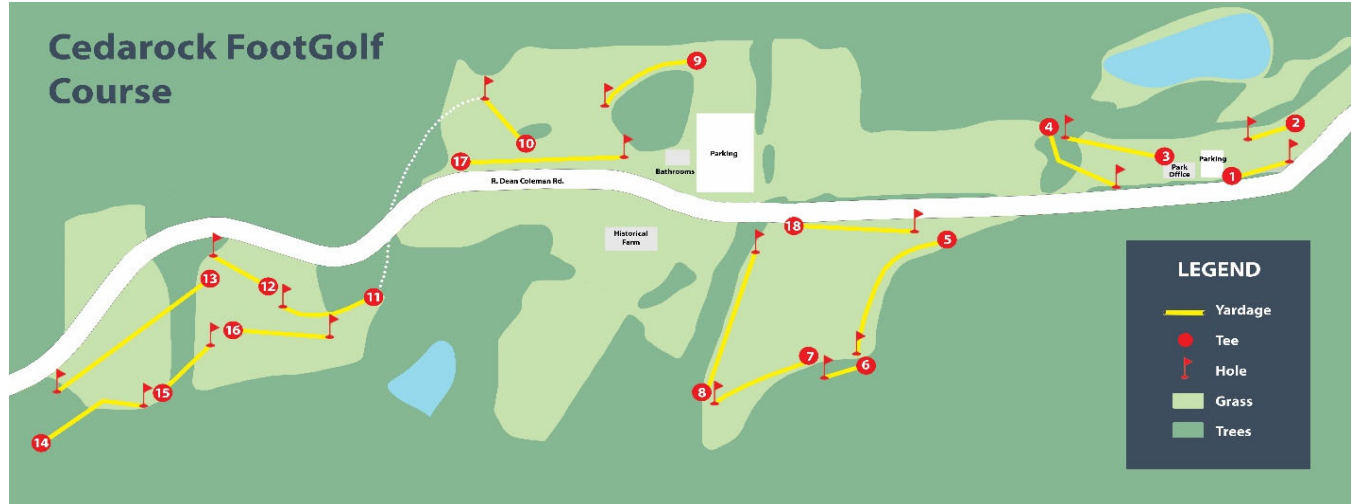 Cedarock FootGolf
Course
9
2
4
10
3
17
Park
Office
Parking
1
Bathrooms
Parking
R. Dean Coleman Rd.
18
Historical
Farm
5
13
12
11
16
7
6
8
15
14
LEGEND
Yardage
Tee
Hole
Grass
Trees